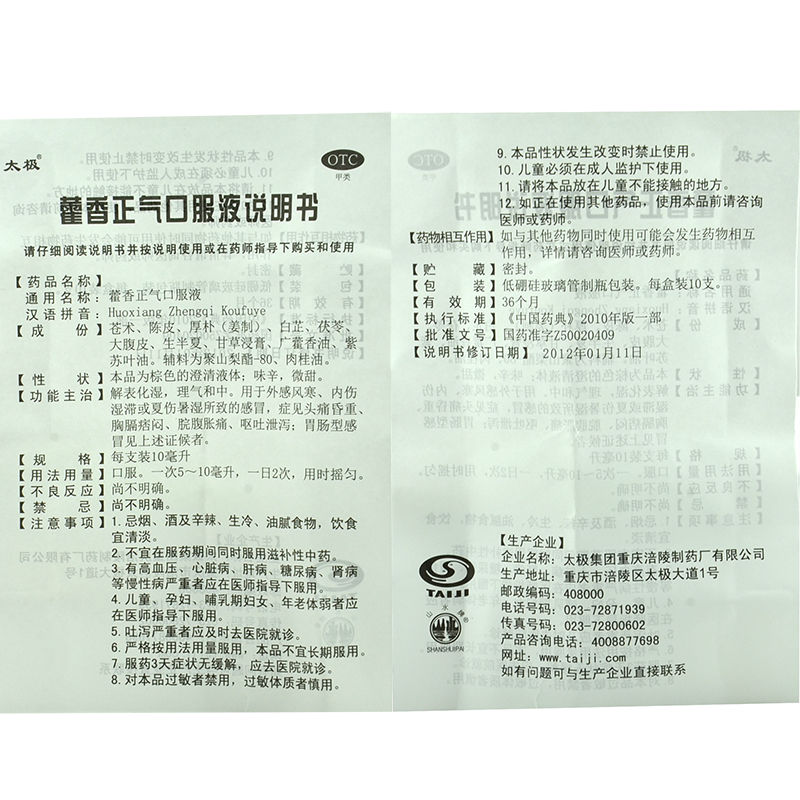 太极®
OTC
甲类
藿香正气口服液说明书
请仔细阅读说明书并按说明使用或在药师指导下购买和使用
【药品名称】
通用名称：藿香正气口服液
汉语拼音：Huoxiang Zhengqi Koufuye
【成 份】苍术、陈皮、厚朴（姜制）、白芷、茯苓、
大腹皮、生半夏、甘草浸膏、广藿香油、紫
苏叶油。辅料为聚山梨酯-80、肉桂油。
【性 状】本品为棕色的澄清液体；味辛，微甜。
【功能主治】解表化湿，理气和中。用于外感风寒、内伤
湿滞或夏伤暑湿所致的感冒，症见头痛昏重、
胸膈痞闷、脘腹胀痛、呕吐泄泻；胃肠型感
冒见上述证候者。
【规 格】每支装10毫升
【用法用量】口服。一次5～10毫升，一日2次，用时摇匀。
【不良反应】尚不明确。
【禁 忌】尚不明确。
【注意事项】1. 忌烟、酒及辛辣、生冷、油腻食物，饮食
宜清淡。
2. 不宜在服药期间同时服用滋补性中药。
3. 有高血压、心脏病、肝病、糖尿病、肾病
等慢性病严重者应在医师指导下服用。
4. 儿童、孕妇、哺乳期妇女、年老体弱者应
在医师指导下服用。
5. 吐泻严重者应及时去医院就诊。
6. 严格按用法用量服用，本品不宜长期服用。
7. 服药3天症状无缓解，应去医院就诊。
8. 对本品过敏者禁用，过敏体质者慎用。
9. 本品性状发生改变时禁止使用。
10. 儿童必须在成人监护下使用。
11. 请将本品放在儿童不能接触的地方。
12. 如正在使用其他药品，使用本品前请咨询
医师或药师。
【药物相互作用】如与其他药物同时使用可能会发生药物相互
作用，详情请咨询医师或药师。
【贮 藏】密封。
【包 装】低硼硅玻璃管制瓶包装。每盒装10支。
【有 效 期】36个月
【执行标准】《中国药典》2010年版一部
【批准文号】国药准字Z50020409
【说明书修订日期】2012年01月11日
【生产企业】
企业名称：太极集团重庆涪陵制药厂有限公司
生产地址：重庆市涪陵区太极大道1号
邮政编码：408000
电话号码：023-72871939
传真号码：023-72800602
产品咨询电话：4008877698
网址：www.taiji.com
如有问题可与生产企业直接联系
TAIJI
山水牌®
SHANSHUIPAI